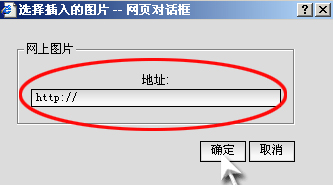 选择插入的图片 -- 网页对话框
网上图片
地址:
http://
确定 取消